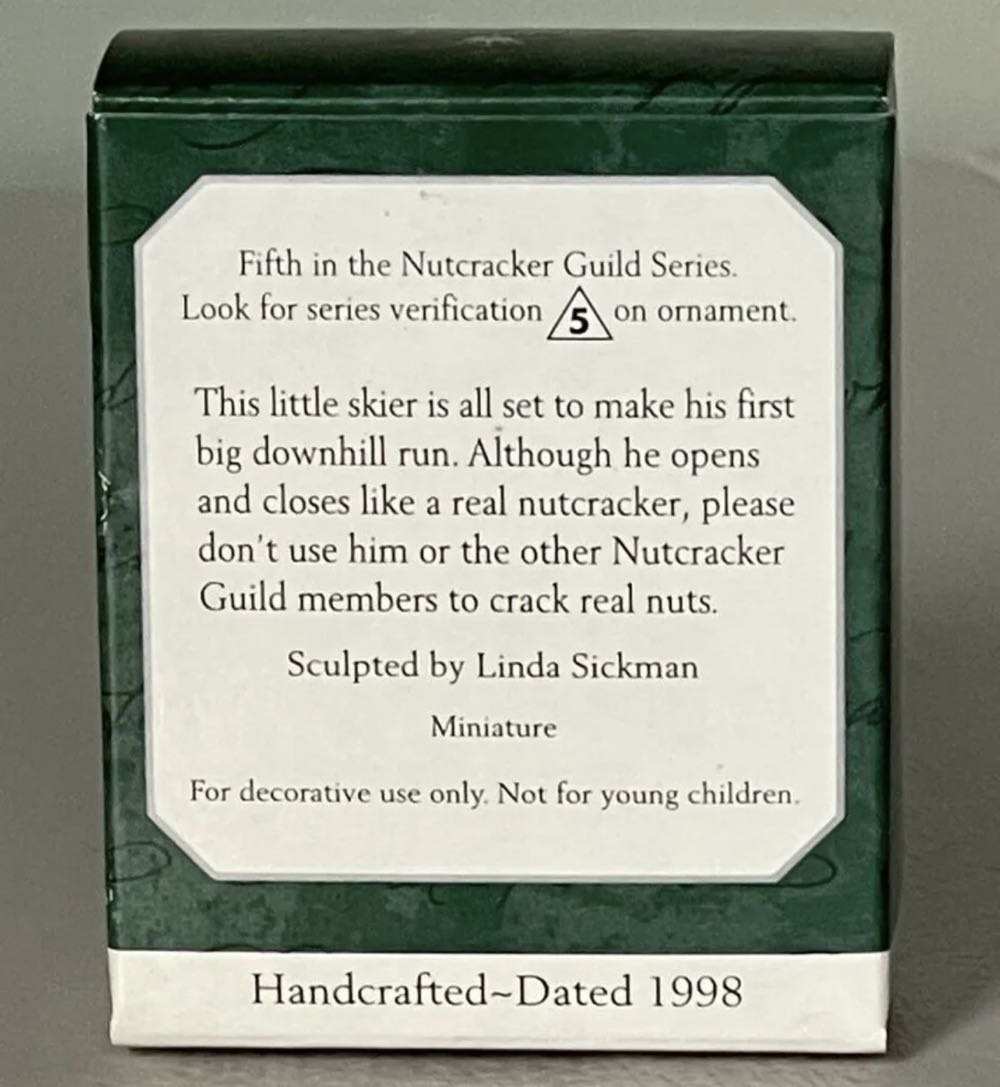 Fifth in the Nutcracker Guild Series.
Look for series verification 5 on ornament.
This little skier is all set to make his first
big downhill run. Although he opens
and closes like a real nutcracker, please
don't use him or the other Nutcracker
Guild members to crack real nuts.
Sculpted by Linda Sickman
Miniature
For decorative use only. Not for young children.
Handcrafted~Dated 1998